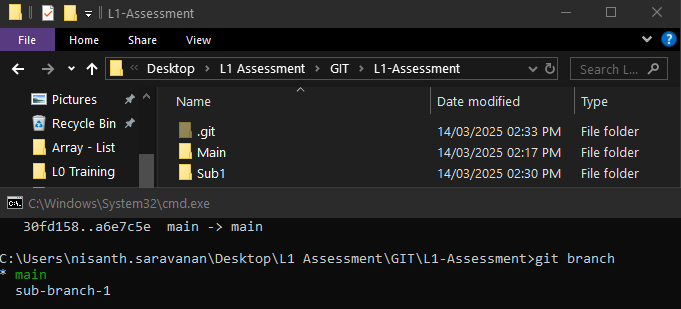 L1-Assessment
File Home Share View
Desktop L1 Assessment GIT L1-Assessment Search L...
Pictures
Recycle Bin
Array - List
L0 Training
Name Date modified Type
.git 14/03/2025 02:33 PM File folder
Main 14/03/2025 02:17 PM File folder
Sub1 14/03/2025 02:30 PM File folder
C:\Windows\System32\cmd.exe
30fd158..a6e7c5e main -> main
C:\Users\nisanth.saravanan\Desktop\L1 Assessment\GIT\L1-Assessment>git branch
* main
sub-branch-1